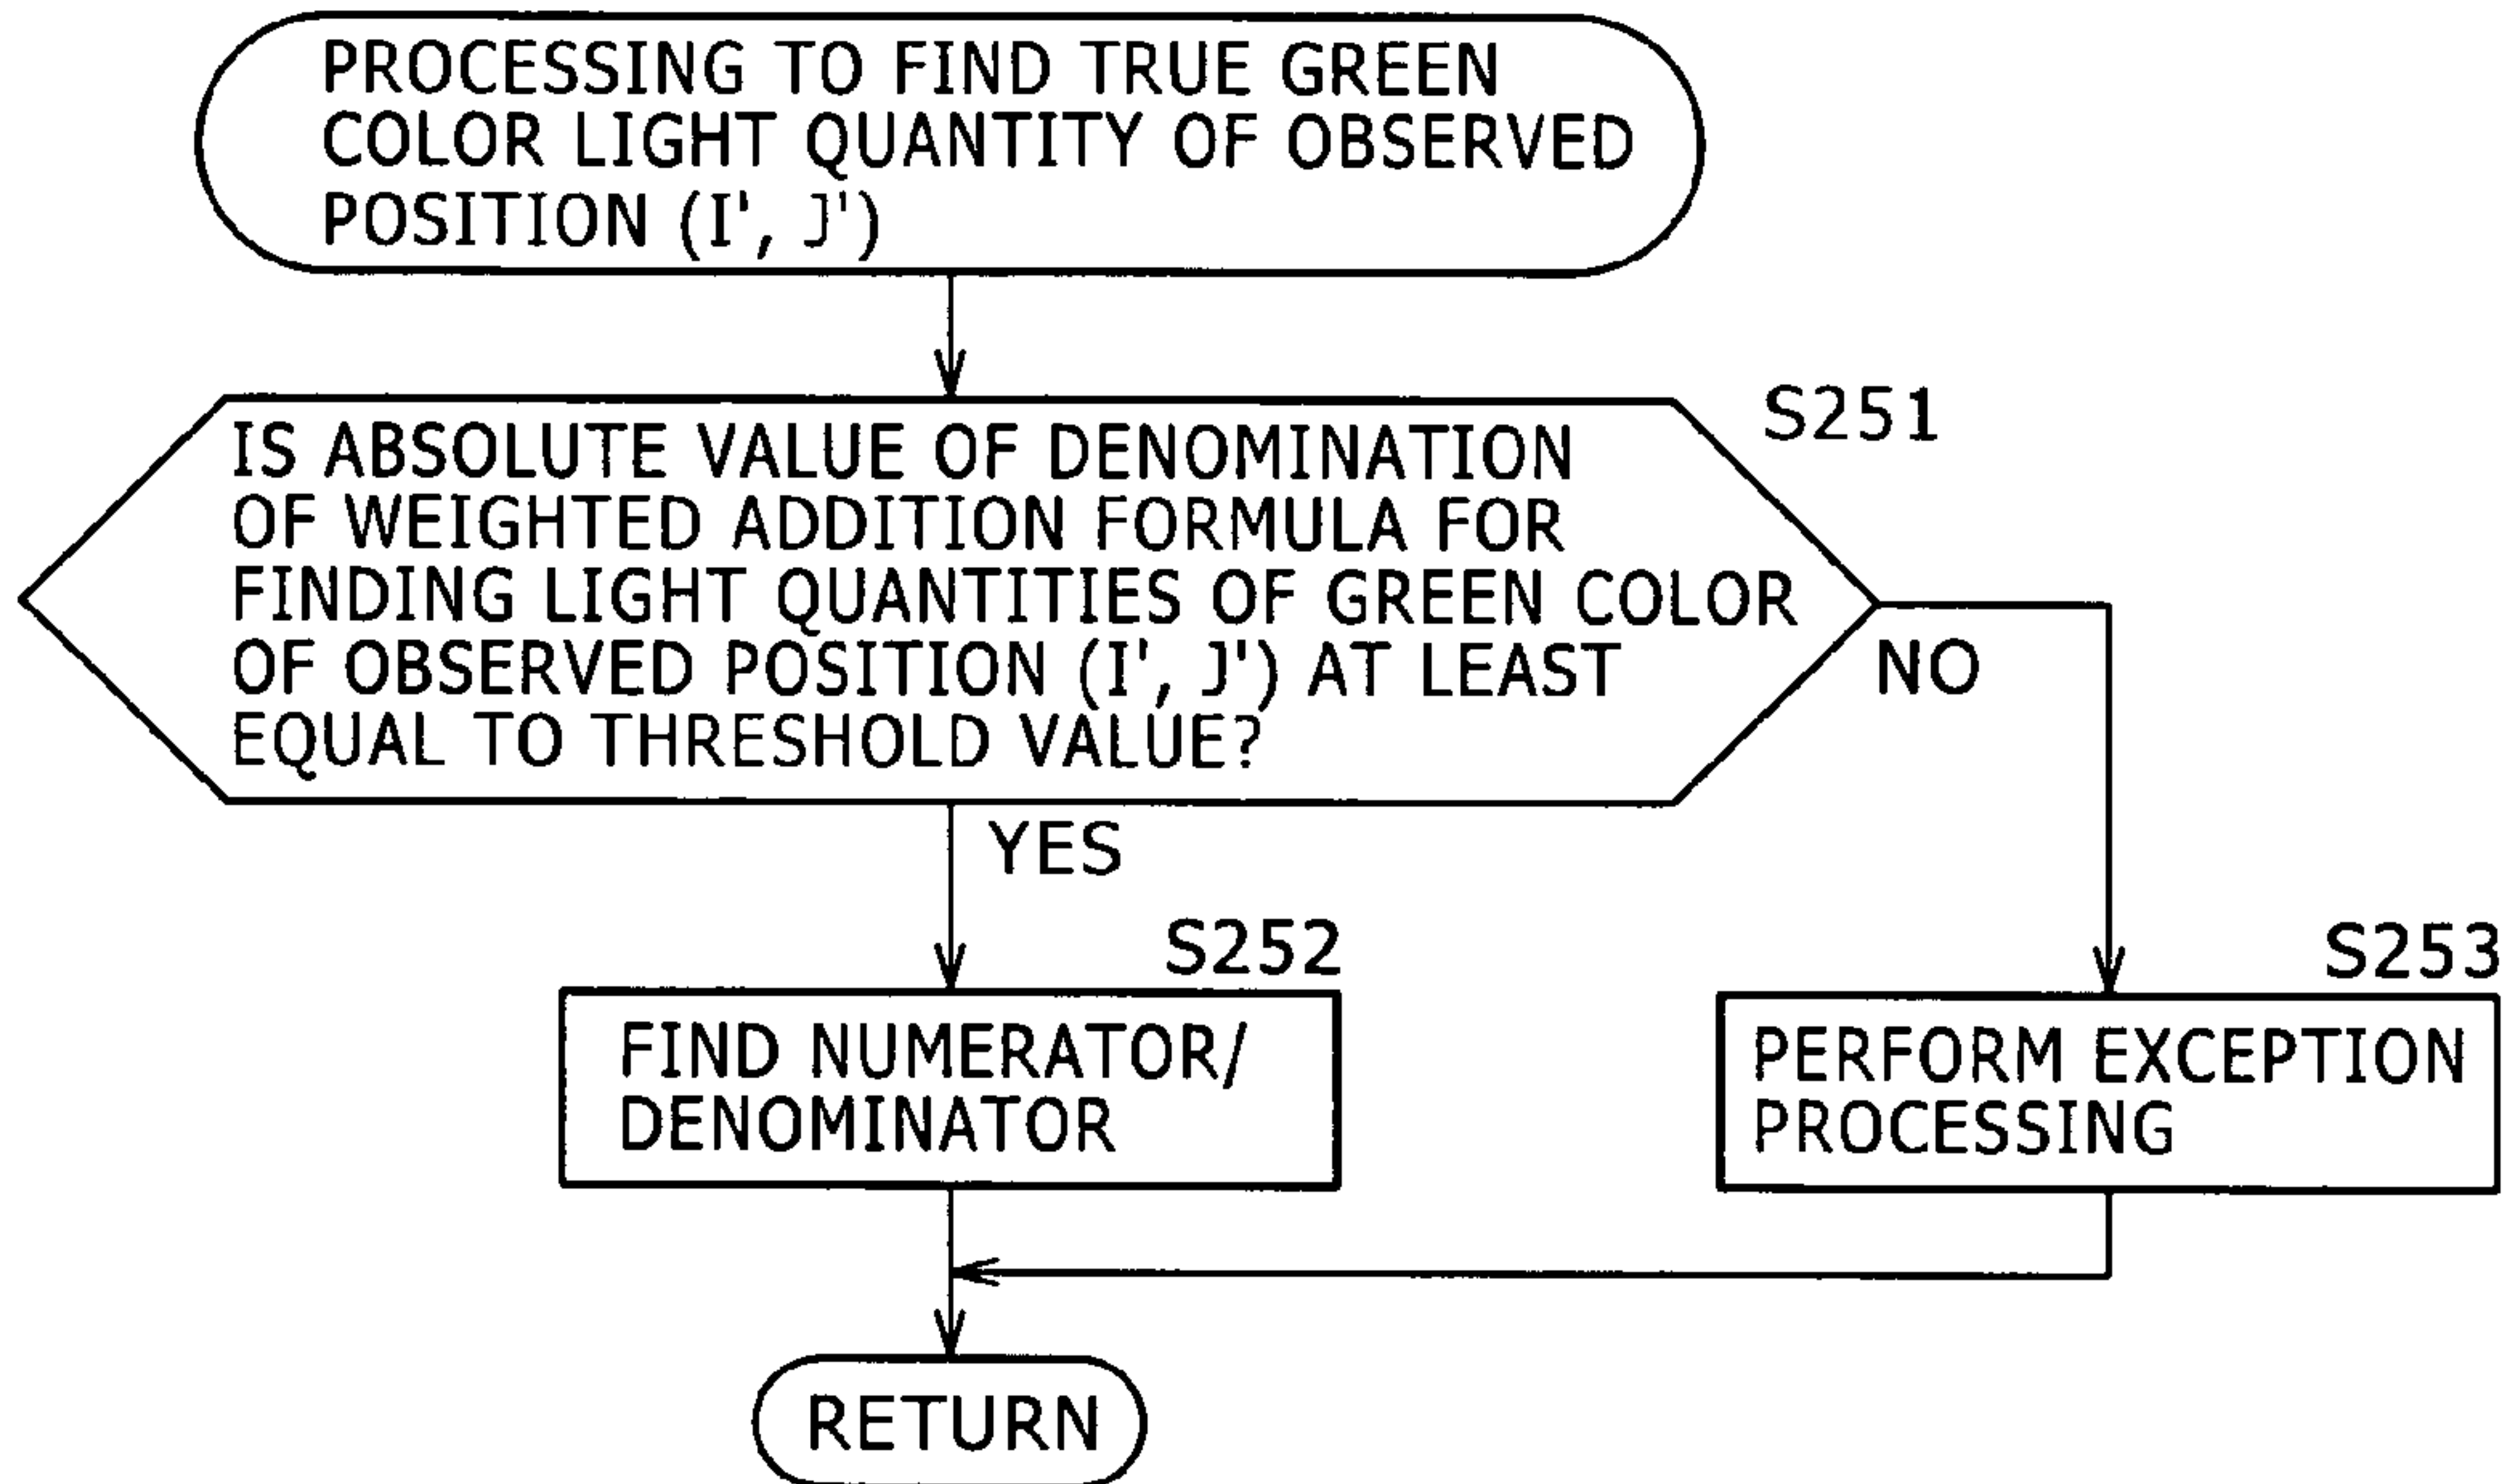 PROCESSING TO FIND TRUE GREEN
COLOR LIGHT QUANTITY OF OBSERVED
POSITION (I', J')
S251
IS ABSOLUTE VALUE OF DENOMINATION
OF WEIGHTED ADDITION FORMULA FOR
FINDING LIGHT QUANTITIES OF GREEN COLOR
OF OBSERVED POSITION (I', J') AT LEAST
EQUAL TO THRESHOLD VALUE?
NO
YES
S252
FIND NUMERATOR/
DENOMINATOR
S253
PERFORM EXCEPTION
PROCESSING
RETURN